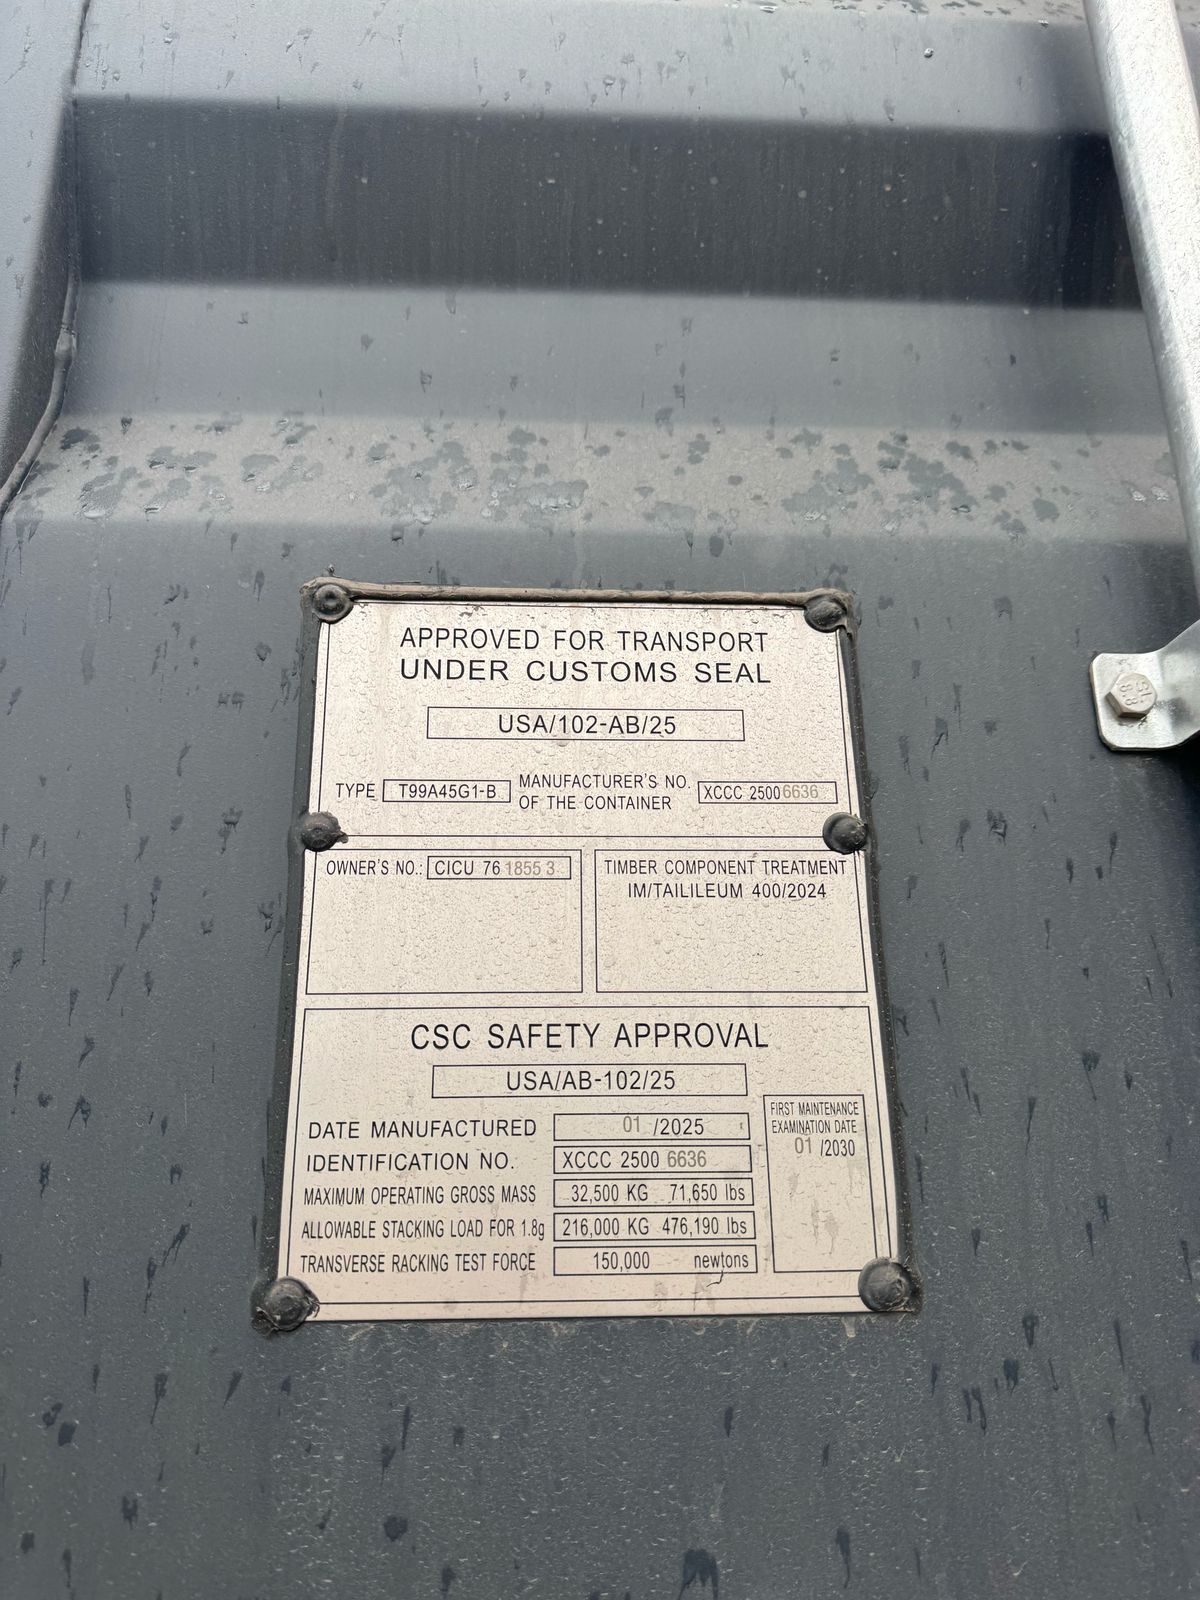 APPROVED FOR TRANSPORT
UNDER CUSTOMS SEAL
USA/102-AB/25
TYPE T99A45G1-B MANUFACTURER'S NO. OF THE CONTAINER XCCC 2500 6636
OWNER'S NO.: CICU 76 1855 3
TIMBER COMPONENT TREATMENT
IM/TAILILEUM 400/2024
CSC SAFETY APPROVAL
USA/AB-102/25
DATE MANUFACTURED 01 /2025
IDENTIFICATION NO. XCCC 2500 6636
MAXIMUM OPERATING GROSS MASS 32,500 KG 71,650 lbs
ALLOWABLE STACKING LOAD FOR 1.8g 216,000 KG 476,190 lbs
TRANSVERSE RACKING TEST FORCE 150,000 newtons
FIRST MAINTENANCE
EXAMINATION DATE
01 /2030
8.8